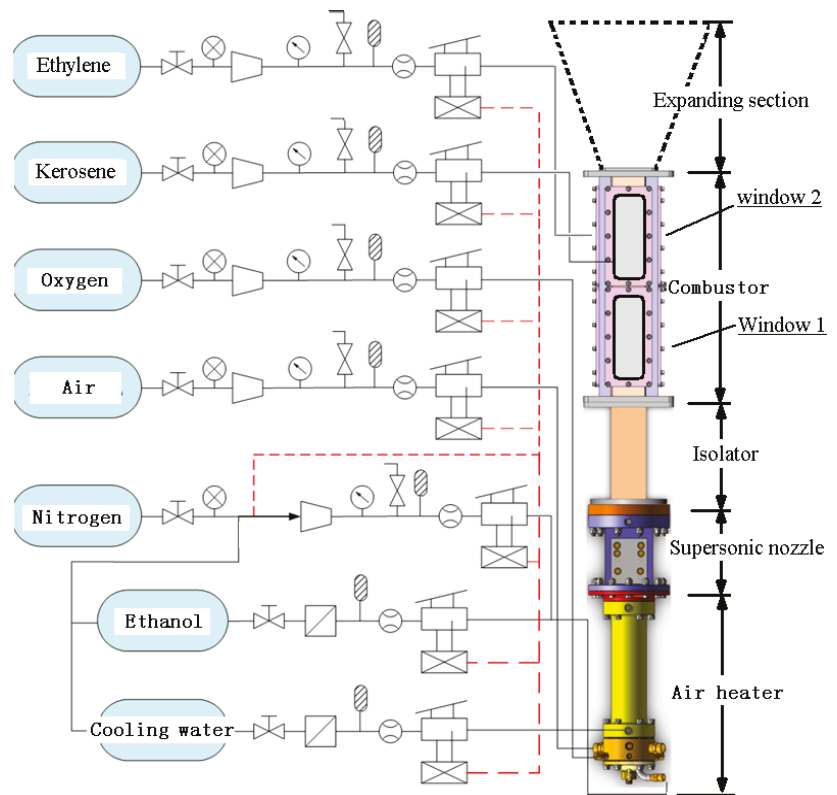 Ethylene
Expanding section
Kerosene
window 2
Oxygen
Combustor
Window 1
Air
Isolator
Nitrogen
Supersonic nozzle
Ethanol
Air heater
Cooling water